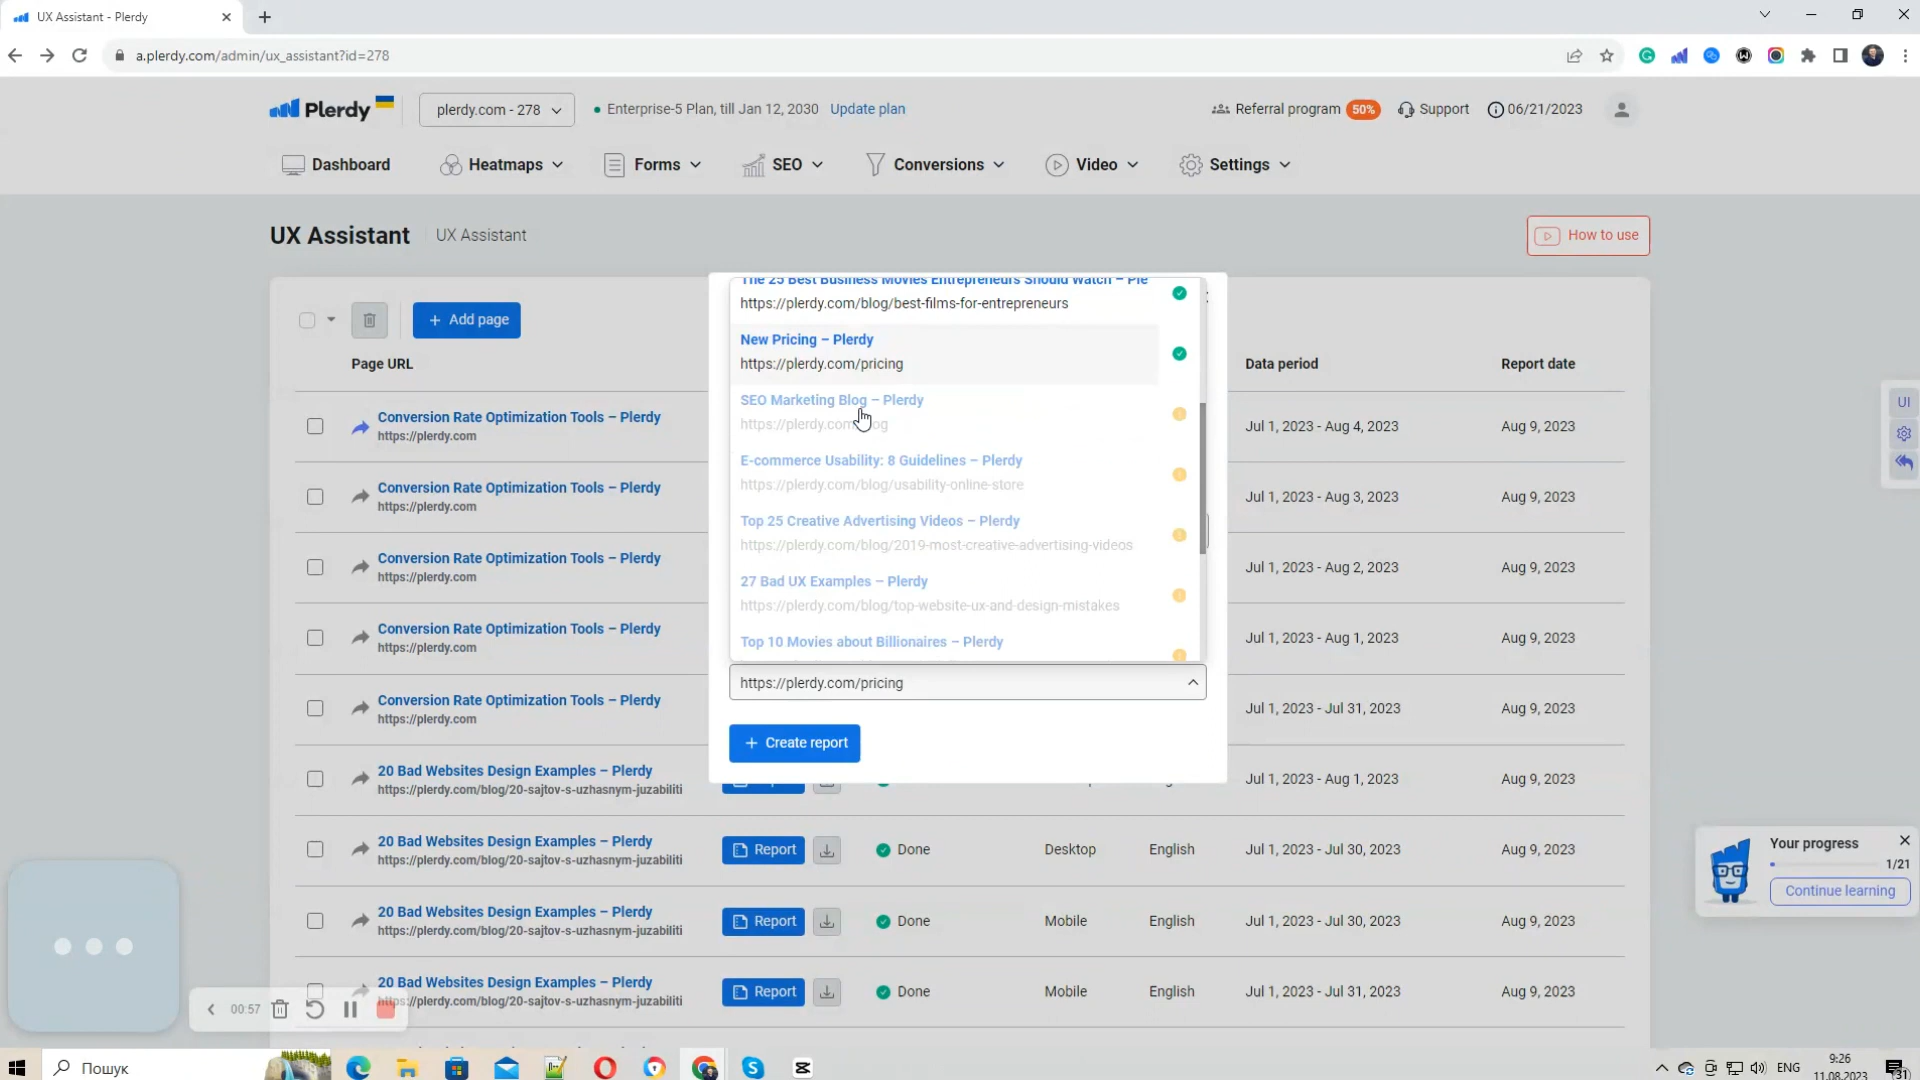 UX Assistant - Plerdy
a.plerdy.com/admin/ux_assistant?id=278
Plerdy
plerdy.com - 278
Enterprise-5 Plan, till Jan 12, 2030
Update plan
Referral program
50%
Support
06/21/2023
Dashboard
Heatmaps
Forms
SEO
Conversions
Video
Settings
UX Assistant
UX Assistant
How to use
+ Add page
Page URL
Data period
Report date
The 25 Best Business Movies Entrepreneurs Should Watch – Ple
https://plerdy.com/blog/best-films-for-entrepreneurs
New Pricing – Plerdy
https://plerdy.com/pricing
SEO Marketing Blog – Plerdy
E-commerce Usability: 8 Guidelines – Plerdy
https://plerdy.com/blog/usability-online-store
Top 25 Creative Advertising Videos – Plerdy
https://plerdy.com/blog/2019-most-creative-advertising-videos
27 Bad UX Examples – Plerdy
https://plerdy.com/blog/top-website-ux-and-design-mistakes
Top 10 Movies about Billionaires – Plerdy
https://plerdy.com/pricing
+ Create report
Conversion Rate Optimization Tools – Plerdy
https://plerdy.com
Jul 1, 2023 - Aug 4, 2023
Aug 9, 2023
Conversion Rate Optimization Tools – Plerdy
https://plerdy.com
Jul 1, 2023 - Aug 3, 2023
Aug 9, 2023
Conversion Rate Optimization Tools – Plerdy
https://plerdy.com
Jul 1, 2023 - Aug 2, 2023
Aug 9, 2023
Conversion Rate Optimization Tools – Plerdy
https://plerdy.com
Jul 1, 2023 - Aug 1, 2023
Aug 9, 2023
Conversion Rate Optimization Tools – Plerdy
https://plerdy.com
Jul 1, 2023 - Jul 31, 2023
Aug 9, 2023
20 Bad Websites Design Examples – Plerdy
https://plerdy.com/blog/20-sajtov-s-uzhasnym-juzabiliti
Jul 1, 2023 - Aug 1, 2023
Aug 9, 2023
20 Bad Websites Design Examples – Plerdy
https://plerdy.com/blog/20-sajtov-s-uzhasnym-juzabiliti
Report
Done
Desktop
English
Jul 1, 2023 - Jul 30, 2023
Aug 9, 2023
20 Bad Websites Design Examples – Plerdy
https://plerdy.com/blog/20-sajtov-s-uzhasnym-juzabiliti
Report
Done
Mobile
English
Jul 1, 2023 - Jul 30, 2023
Aug 9, 2023
20 Bad Websites Design Examples – Plerdy
https://plerdy.com/blog/20-sajtov-s-uzhasnym-juzabiliti
Report
Done
Mobile
English
Jul 1, 2023 - Jul 31, 2023
Aug 9, 2023
UI
Your progress
1/21
Continue learning
00:57
Пошук
ENG
9:26
11.08.2023
31